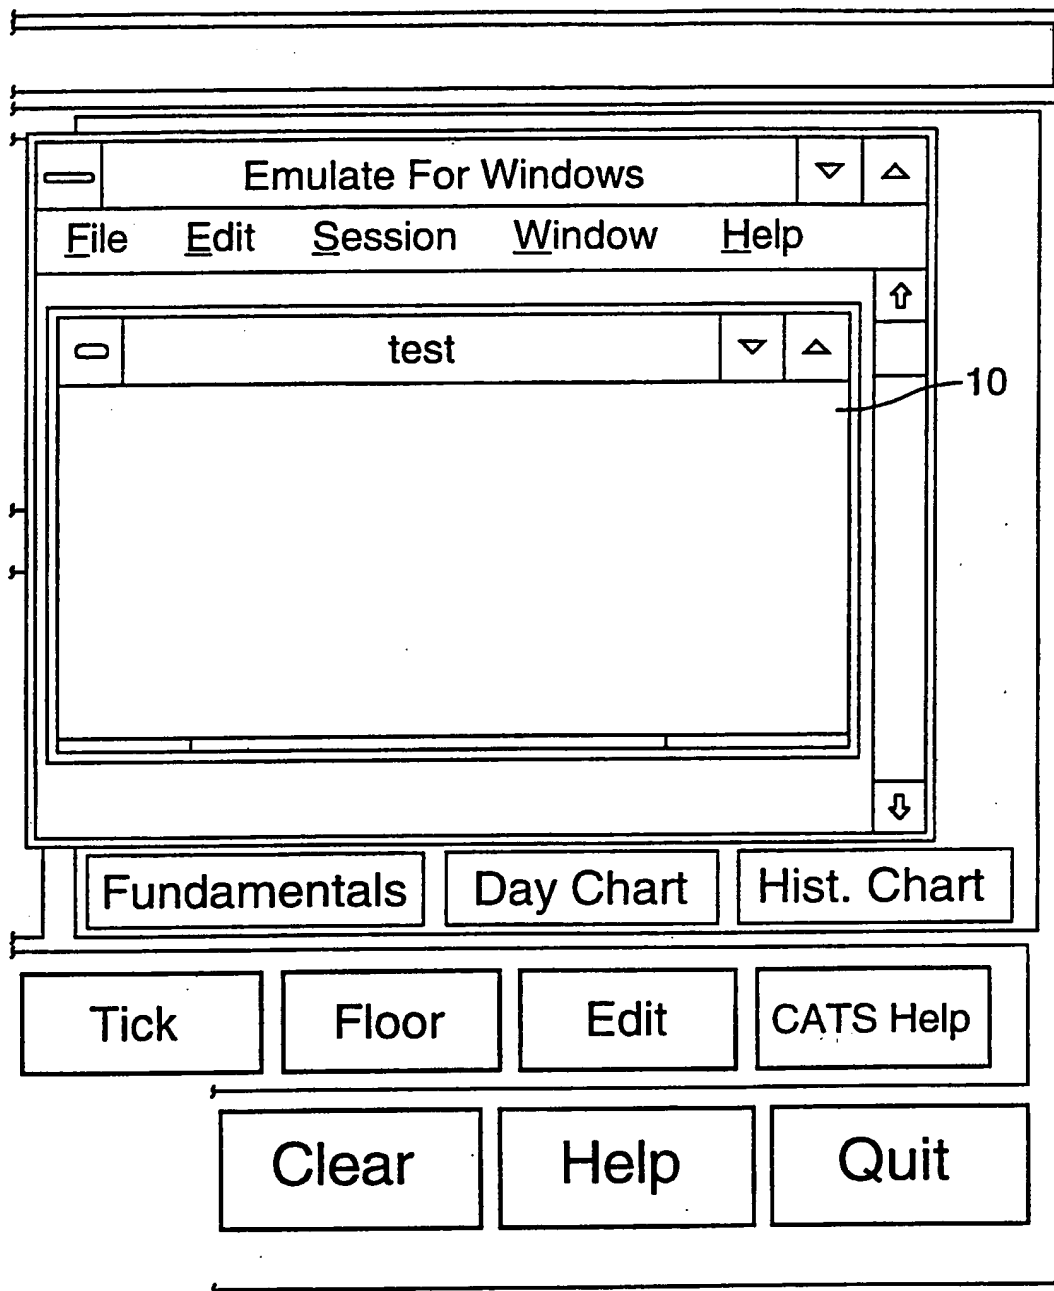 Emulate For Windows
File Edit Session Window Help
test
10
Fundamentals Day Chart Hist. Chart
Tick Floor Edit CATS Help
Clear Help Quit